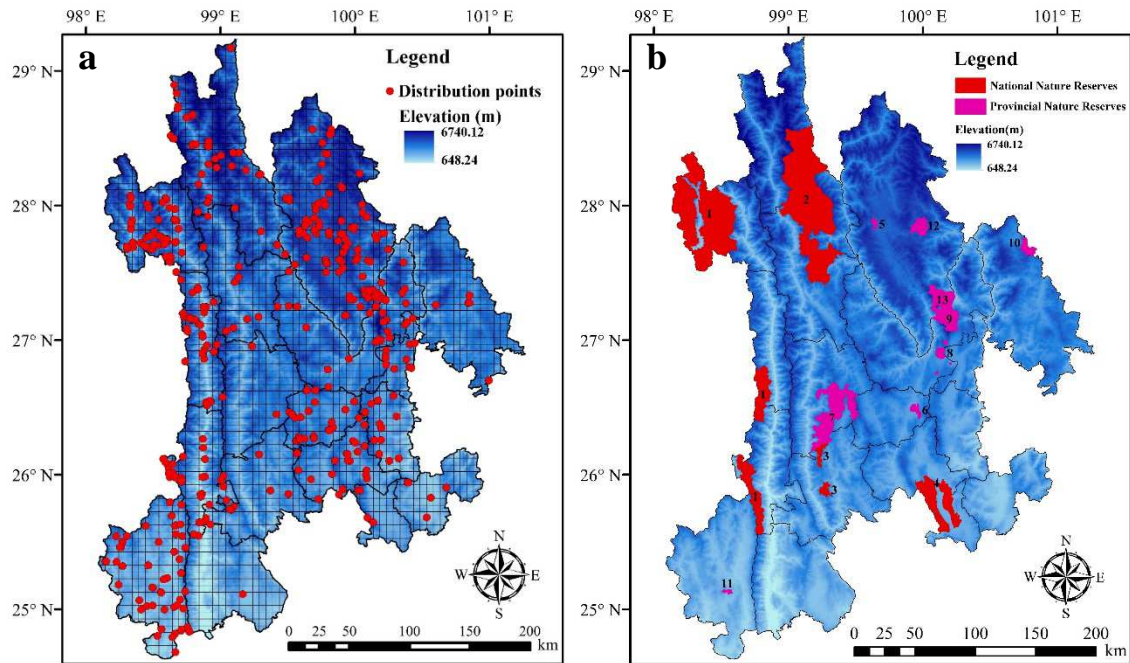 98° E 99° E 100° E 101° E
29° N
28° N
27° N
26° N
25° N
a
Legend
Distribution points
Elevation (m)
6740.12
648.24
N
W E
S
0 25 50 100 150 200
km
98° E 99° E 100° E 101° E
29° N
28° N
27° N
26° N
25° N
b
Legend
National Nature Reserves
Provincial Nature Reserves
Elevation(m)
6740.12
648.24
1
2
5
12
10
13
9
8
1
7
6
3
3
4
11
N
W E
S
0 25 50 100 150 200
km